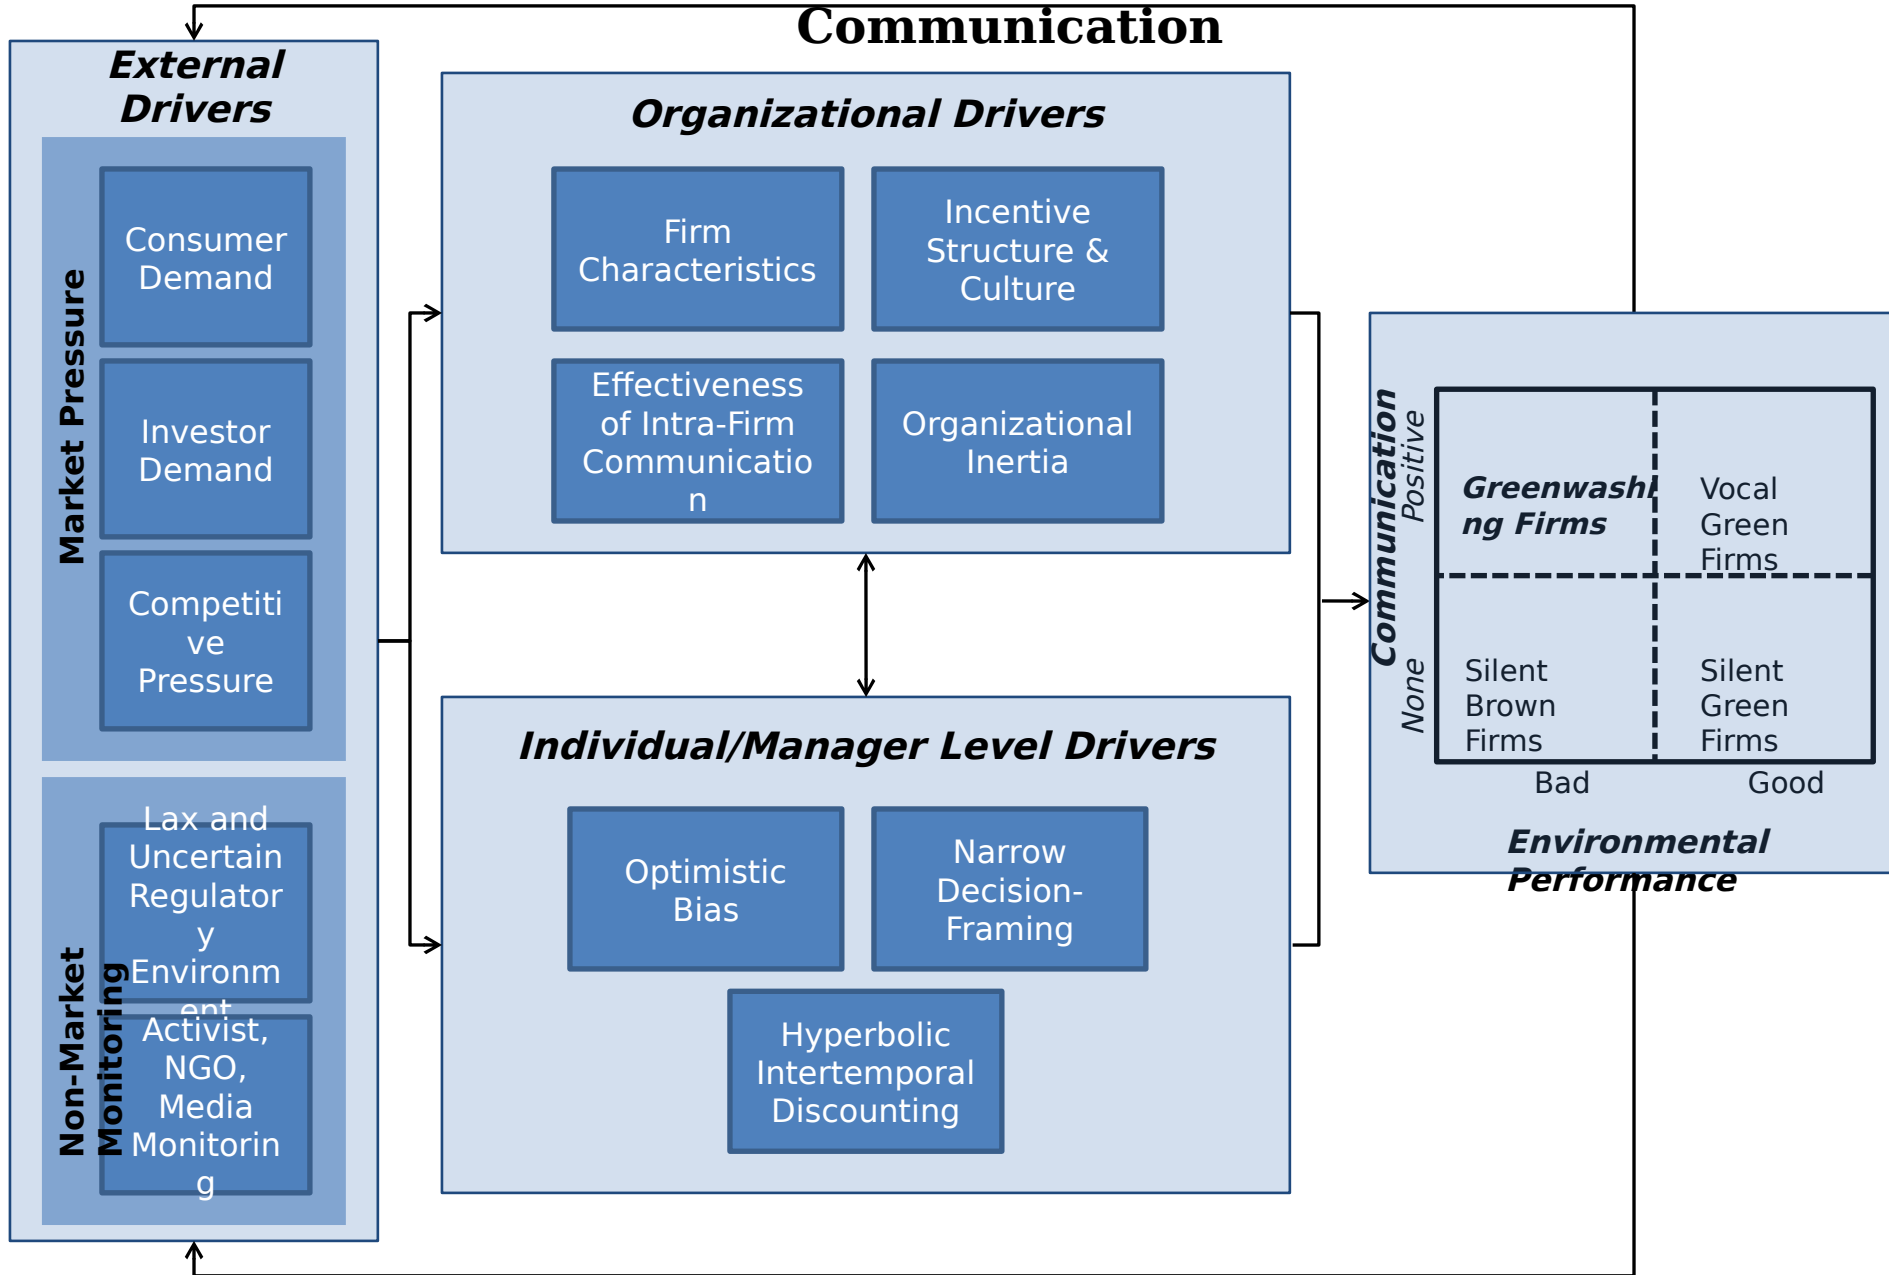 Communication
External
Drivers
Market Pressure
Consumer
Demand
Investor
Demand
Competiti
ve
Pressure
Non-Market
Monitoring
Lax and
Uncertain
Regulator
y
Environm
ent
Activist,
NGO,
Media
Monitorin
g
Organizational Drivers
Firm
Characteristics
Incentive
Structure &
Culture
Effectiveness
of Intra-Firm
Communicatio
n
Organizational
Inertia
Individual/Manager Level Drivers
Optimistic
Bias
Narrow
Decision-
Framing
Hyperbolic
Intertemporal
Discounting
Communication
Positive
None
Greenwashi
ng Firms
Vocal
Green
Firms
Silent
Brown
Firms
Silent
Green
Firms
Bad
Good
Environmental
Performance